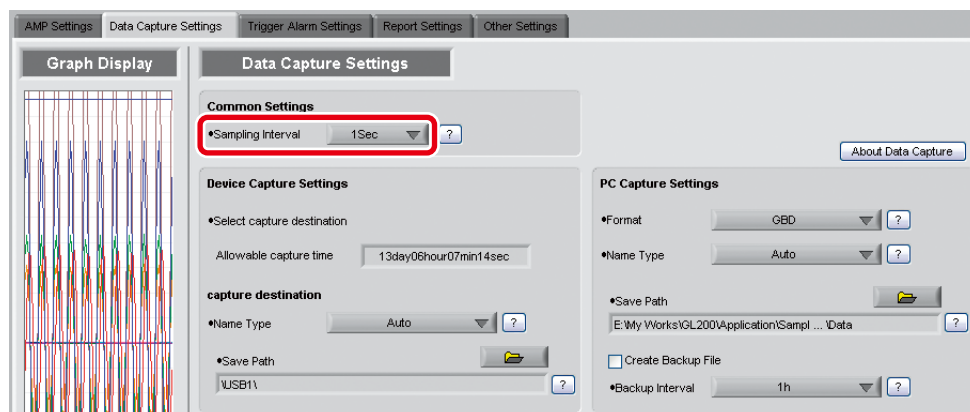 AMP Settings Data Capture Settings Trigger Alarm Settings Report Settings Other Settings
Graph Display
Data Capture Settings
Common Settings
•Sampling Interval 1Sec ?
About Data Capture
Device Capture Settings
•Select capture destination
Allowable capture time 13day06hour07min14sec
capture destination
•Name Type Auto ?
•Save Path
\USB1\ ?
PC Capture Settings
•Format GBD ?
•Name Type Auto ?
•Save Path
E:\My Works\GL200\Application\Sampl ... \Data ?
Create Backup File
•Backup Interval 1h ?